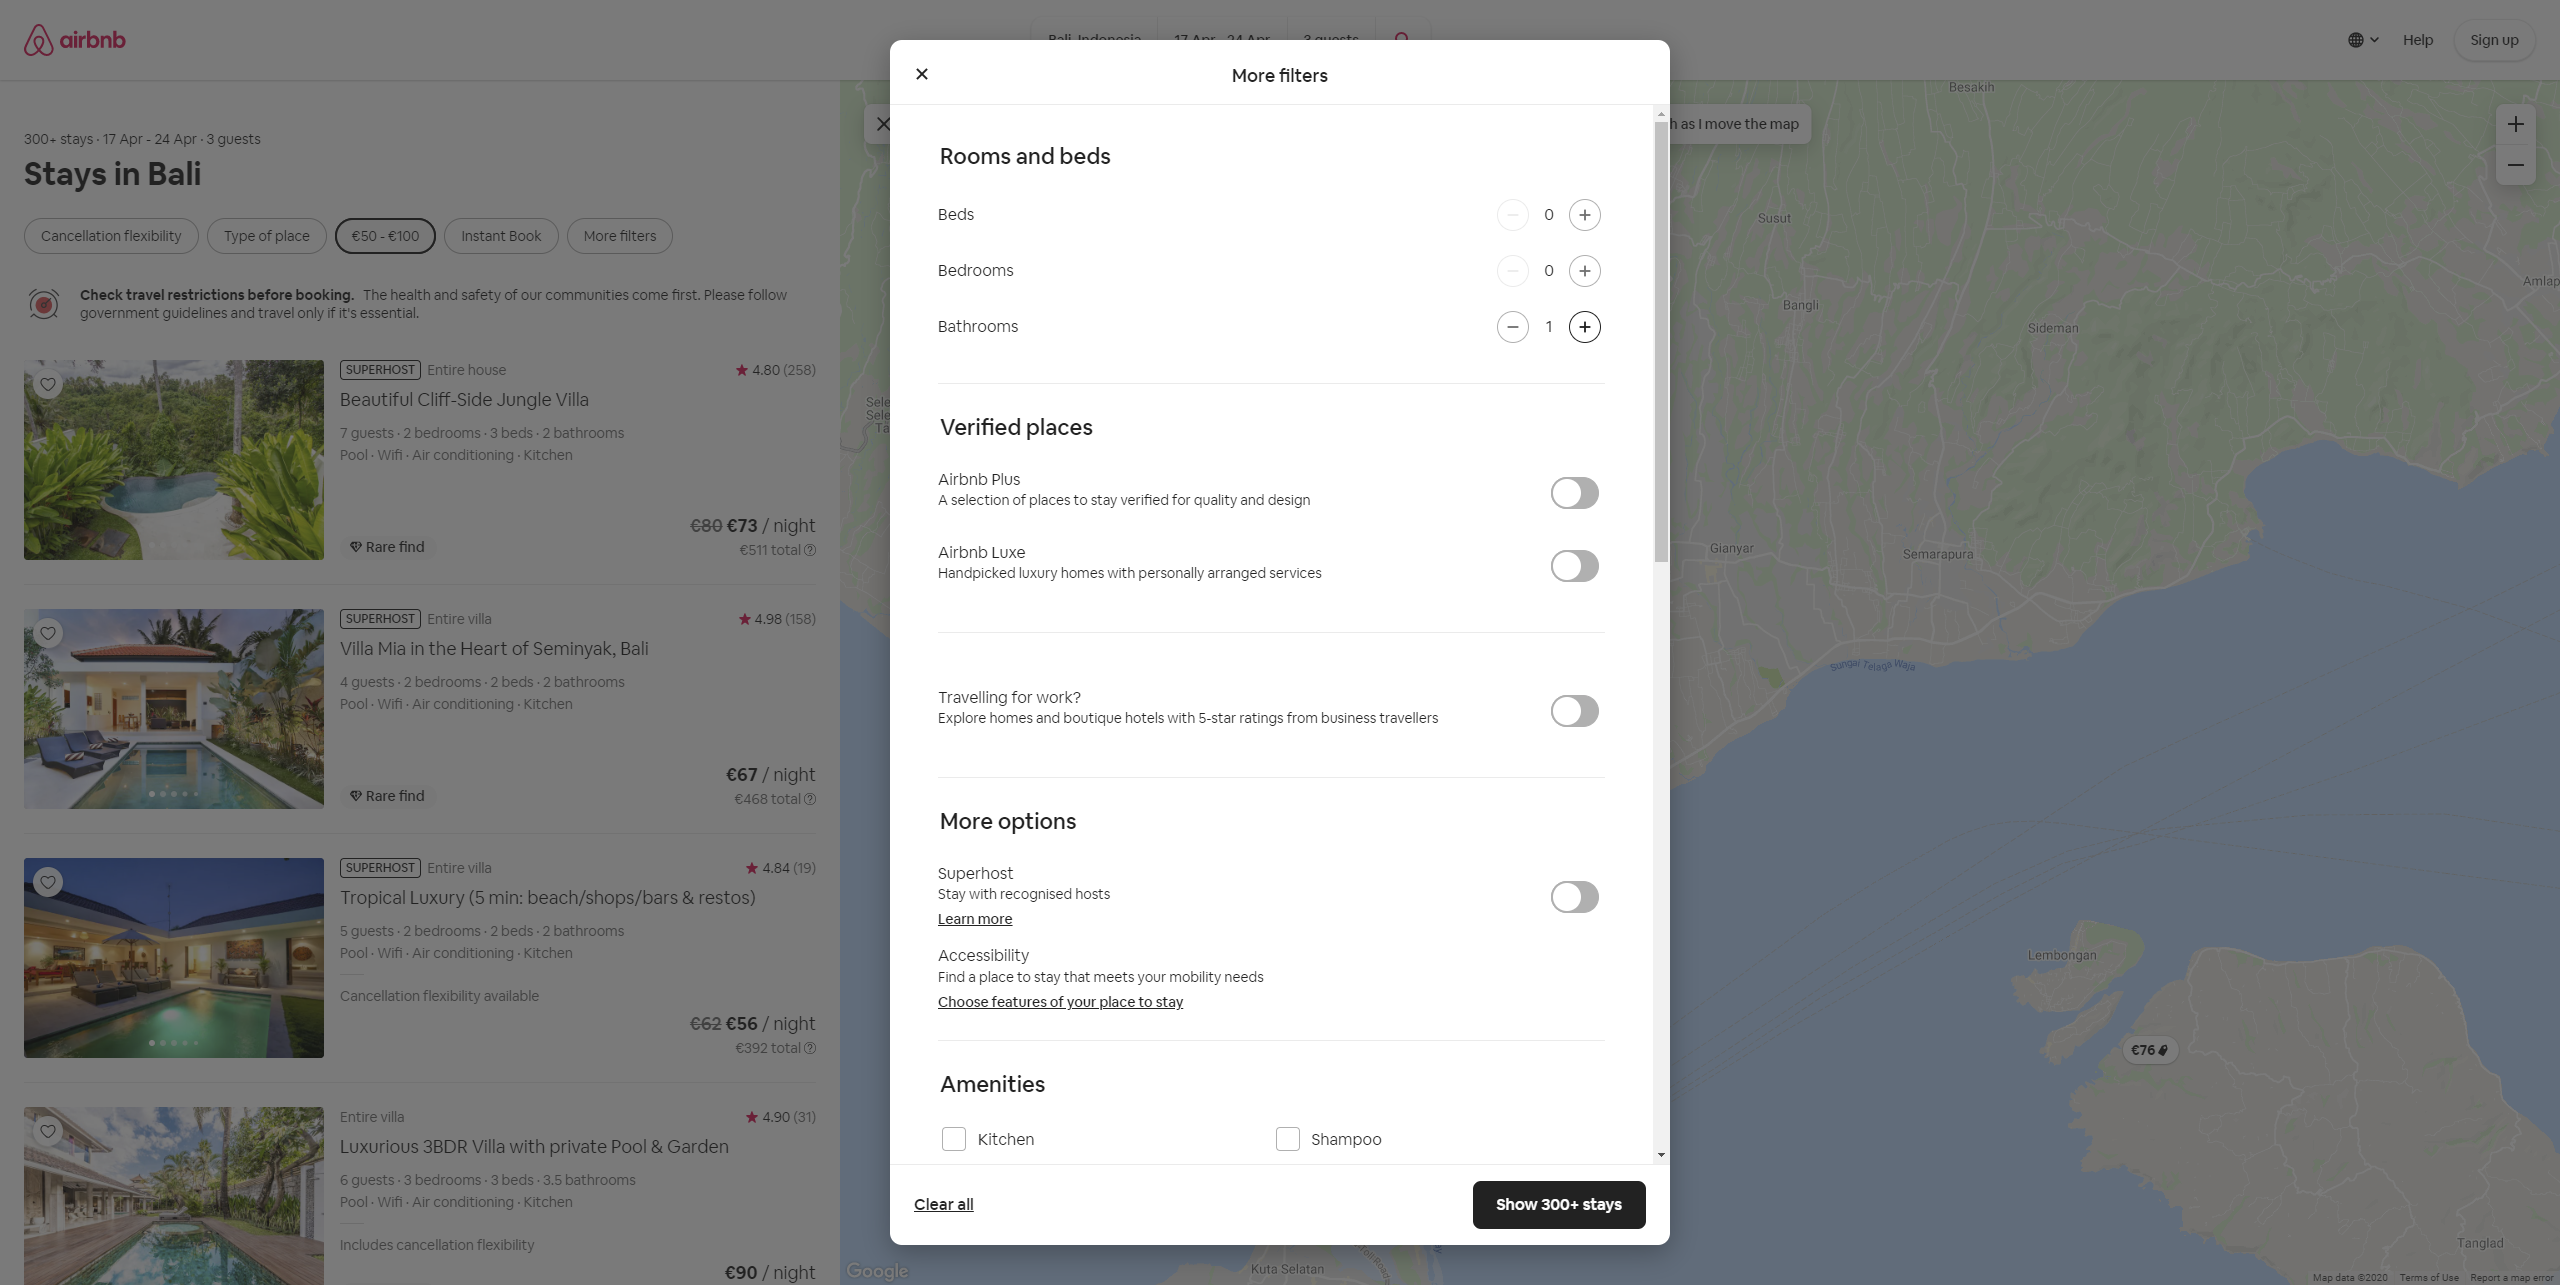 airbnb
Help
Sign up
300+ stays · 17 Apr - 24 Apr · 3 guests
Stays in Bali
Cancellation flexibility
Type of place
€50 - €100
Instant Book
More filters
Check travel restrictions before booking. The health and safety of our communities come first. Please follow
government guidelines and travel only if it's essential.
SUPERHOST Entire house 4.80 (258)
Beautiful Cliff-Side Jungle Villa
7 guests · 2 bedrooms · 3 beds · 2 bathrooms
Pool · Wifi · Air conditioning · Kitchen
€80 €73 / night
Rare find
€511 total
SUPERHOST Entire villa 4.98 (158)
Villa Mia in the Heart of Seminyak, Bali
4 guests · 2 bedrooms · 2 beds · 2 bathrooms
Pool · Wifi · Air conditioning · Kitchen
€67 / night
Rare find
€468 total
SUPERHOST Entire villa 4.84 (19)
Tropical Luxury (5 min: beach/shops/bars & restos)
5 guests · 2 bedrooms · 2 beds · 2 bathrooms
Pool · Wifi · Air conditioning · Kitchen
Cancellation flexibility available
€62 €56 / night
€392 total
Entire villa 4.90 (31)
Luxurious 3BDR Villa with private Pool & Garden
6 guests · 3 bedrooms · 3 beds · 3.5 bathrooms
Pool · Wifi · Air conditioning · Kitchen
Includes cancellation flexibility
€90 / night
More filters
Rooms and beds
Beds 0
Bedrooms 0
Bathrooms 1
Verified places
Airbnb Plus
A selection of places to stay verified for quality and design
Airbnb Luxe
Handpicked luxury homes with personally arranged services
Travelling for work?
Explore homes and boutique hotels with 5-star ratings from business travellers
More options
Superhost
Stay with recognised hosts
Learn more
Accessibility
Find a place to stay that meets your mobility needs
Choose features of your place to stay
Amenities
Kitchen
Shampoo
Clear all
Show 300+ stays
as I move the map
Besakih
Susut
Bangli
Sideman
Gianyar
Semarapura
Sungai Telaga Waja
Lembongan
€76
Tanglad
Kuta Selatan
Google
Map data ©2020 Terms of Use Report a map error